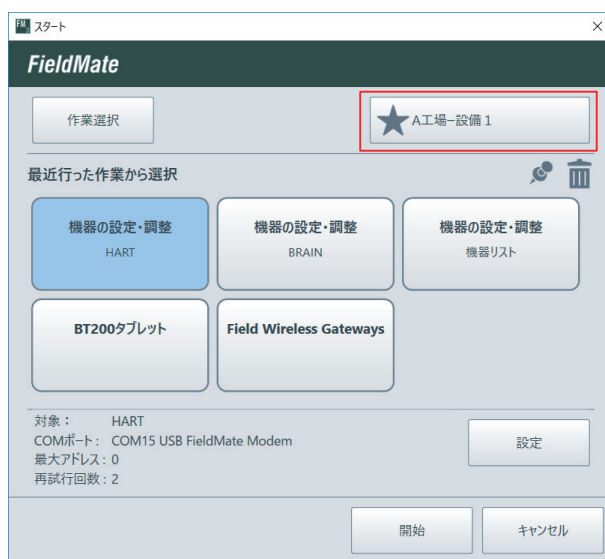 FM スタート
FieldMate
作業選択
A工場−設備 1
最近行った作業から選択
機器の設定・調整
HART
機器の設定・調整
BRAIN
機器の設定・調整
機器リスト
BT200タブレット
Field Wireless Gateways
対象： HART
COMポート： COM15 USB FieldMate Modem
最大アドレス：0
再試行回数：2
設定
開始
キャンセル